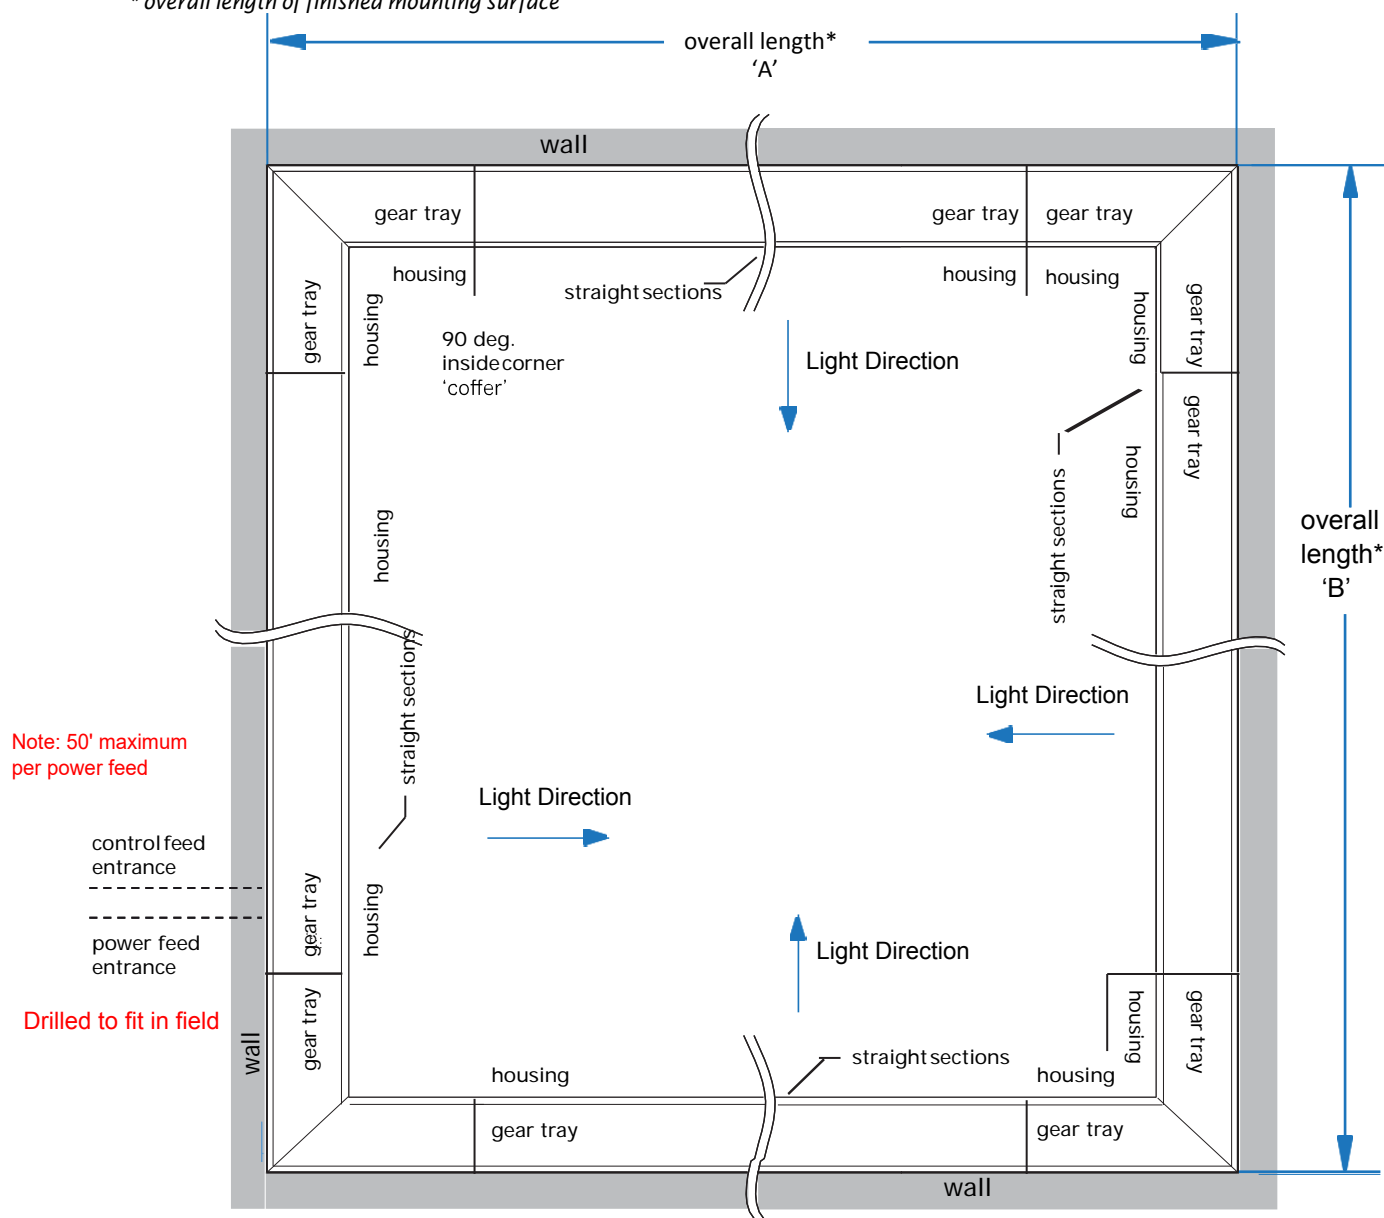 * overall length of finished mounting surface
overall length*
‘A’
wall
gear tray
gear tray
gear tray
housing
housing
housing
straight sections
gear tray
housing
90 deg.
inside corner
‘coffer’
Light Direction
housing
gear tray
gear tray
housing
straight sections
housing
overall
length*
‘B’
straight sections
Light Direction
Note: 50' maximum
per power feed
Light Direction
control feed
entrance
gear tray
housing
power feed
entrance
Light Direction
Drilled to fit in field
wall
gear tray
housing
gear tray
straight sections
housing
housing
gear tray
gear tray
wall